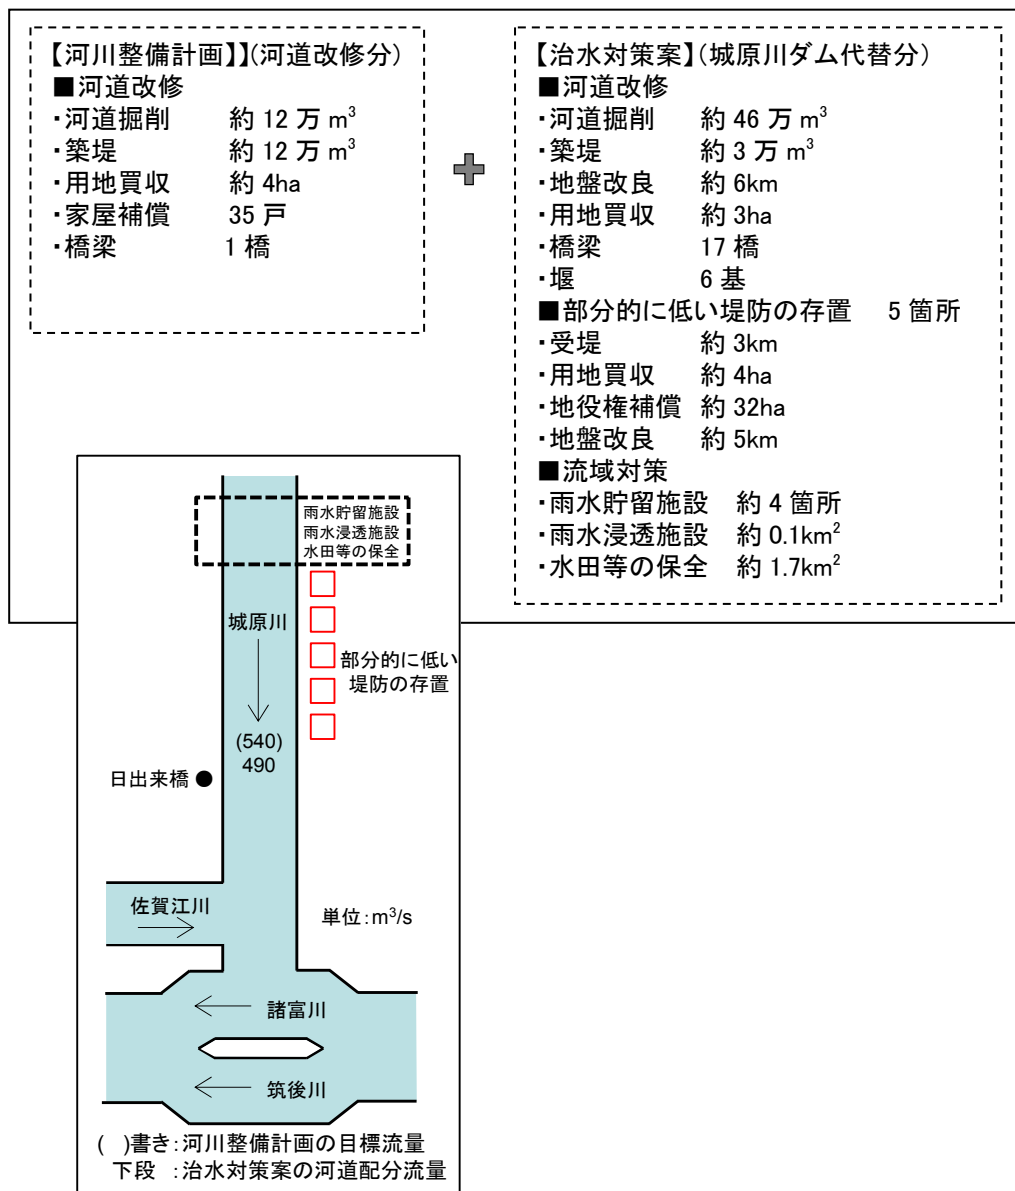 【河川整備計画】】(河道改修分)
■河道改修
・河道掘削 約 12 万 m³
・築堤 約 12 万 m³
・用地買収 約 4ha
・家屋補償 35 戸
・橋梁 1 橋
【治水対策案】(城原川ダム代替分)
■河道改修
・河道掘削 約 46 万 m³
・築堤 約 3 万 m³
・地盤改良 約 6km
・用地買収 約 3ha
・橋梁 17 橋
・堰 6 基
■部分的に低い堤防の存置 5 箇所
・受堤 約 3km
・用地買収 約 4ha
・地役権補償 約 32ha
・地盤改良 約 5km
■流域対策
・雨水貯留施設 約 4 箇所
・雨水浸透施設 約 0.1km²
・水田等の保全 約 1.7km²
雨水貯留施設
雨水浸透施設
水田等の保全
城原川
部分的に低い
堤防の存置
(540)
490
日出来橋
佐賀江川
単位:m³/s
諸富川
筑後川
( )書き:河川整備計画の目標流量
下段 :治水対策案の河道配分流量